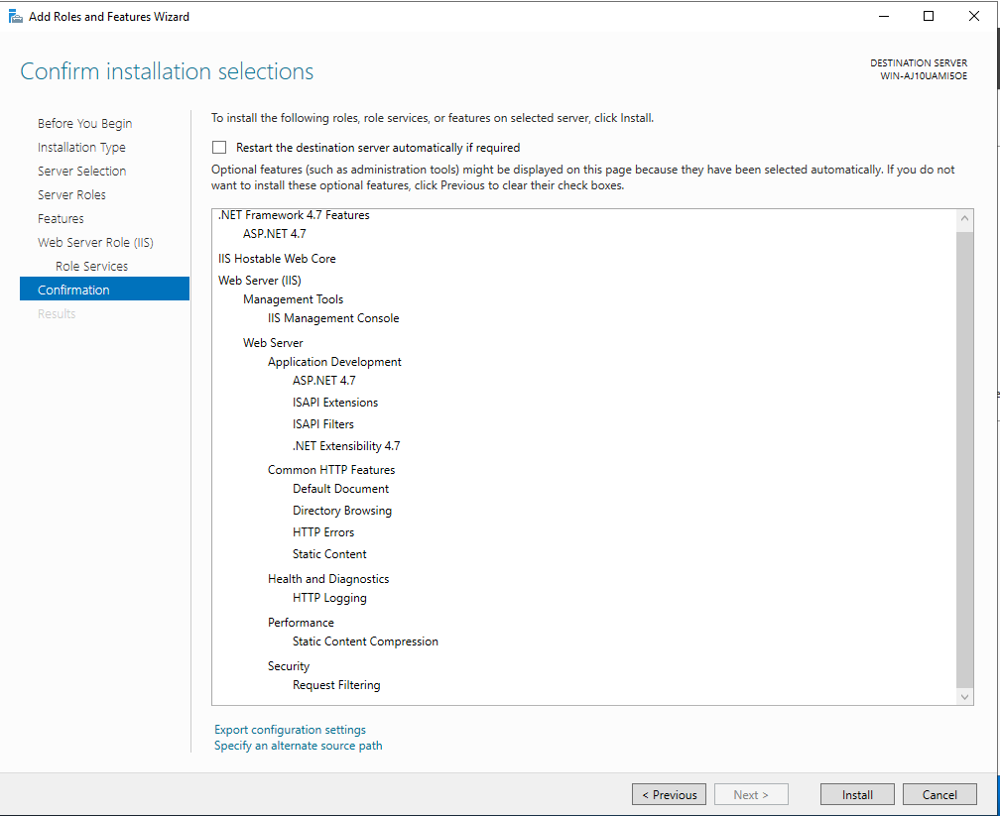 Add Roles and Features Wizard
Confirm installation selections
DESTINATION SERVER
WIN-AJ10UAMI5OE
Before You Begin
Installation Type
Server Selection
Server Roles
Features
Web Server Role (IIS)
Role Services
Confirmation
Results
To install the following roles, role services, or features on selected server, click Install.
Restart the destination server automatically if required
Optional features (such as administration tools) might be displayed on this page because they have been selected automatically. If you do not
want to install these optional features, click Previous to clear their check boxes.
.NET Framework 4.7 Features
ASP.NET 4.7
IIS Hostable Web Core
Web Server (IIS)
Management Tools
IIS Management Console
Web Server
Application Development
ASP.NET 4.7
ISAPI Extensions
ISAPI Filters
.NET Extensibility 4.7
Common HTTP Features
Default Document
Directory Browsing
HTTP Errors
Static Content
Health and Diagnostics
HTTP Logging
Performance
Static Content Compression
Security
Request Filtering
Export configuration settings
Specify an alternate source path
< Previous
Next >
Install
Cancel